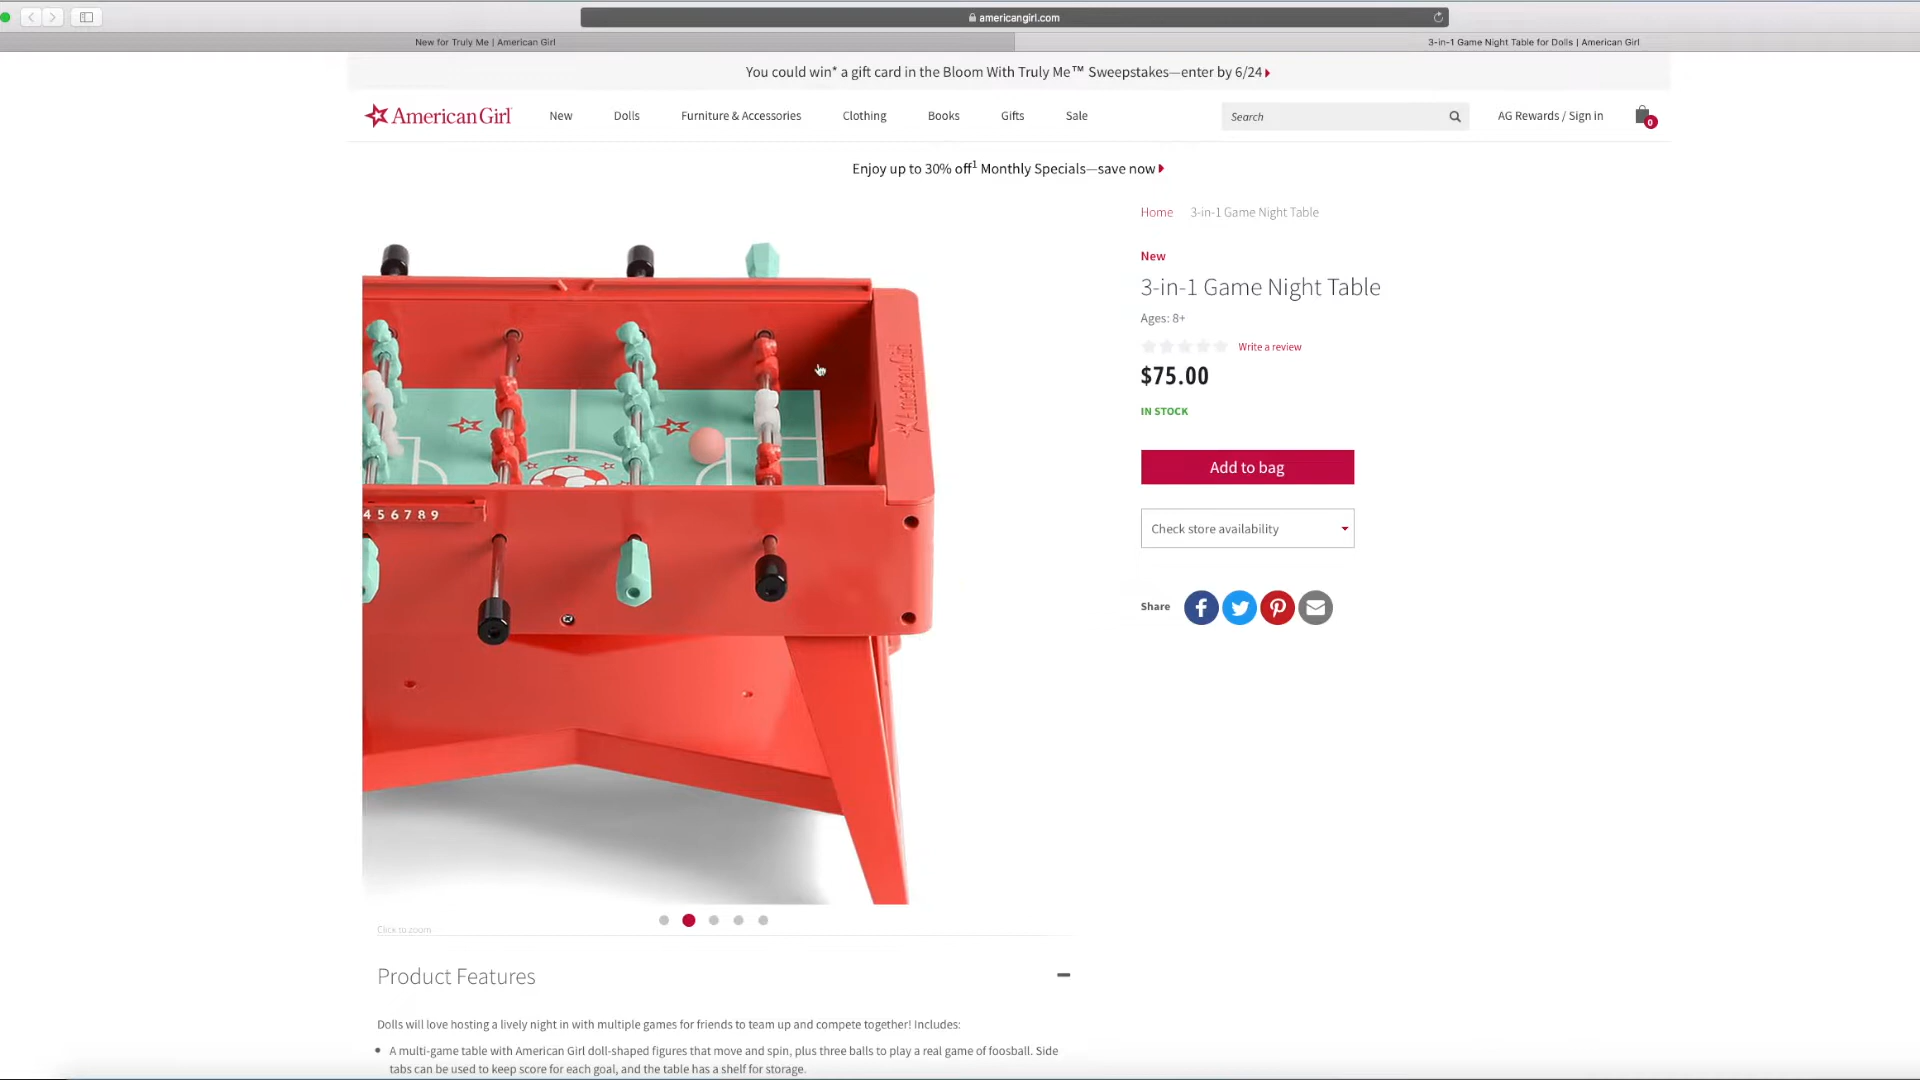 americangirl.com
New for Truly Me | American Girl
3-in-1 Game Night Table for Dolls | American Girl
You could win* a gift card in the Bloom With Truly Me™ Sweepstakes—enter by 6/24
American Girl
New
Dolls
Furniture & Accessories
Clothing
Books
Gifts
Sale
Search
AG Rewards / Sign in
0
Enjoy up to 30% off1 Monthly Specials—save now
Home
3-in-1 Game Night Table
New
3-in-1 Game Night Table
Ages: 8+
Write a review
$75.00
IN STOCK
Add to bag
Check store availability
Share
American Girl
4 5 6 7 8 9
Click to zoom
Product Features
Dolls will love hosting a lively night in with multiple games for friends to team up and compete together! Includes:
A multi-game table with American Girl doll-shaped figures that move and spin, plus three balls to play a real game of foosball. Side
tabs can be used to keep score for each goal, and the table has a shelf for storage.